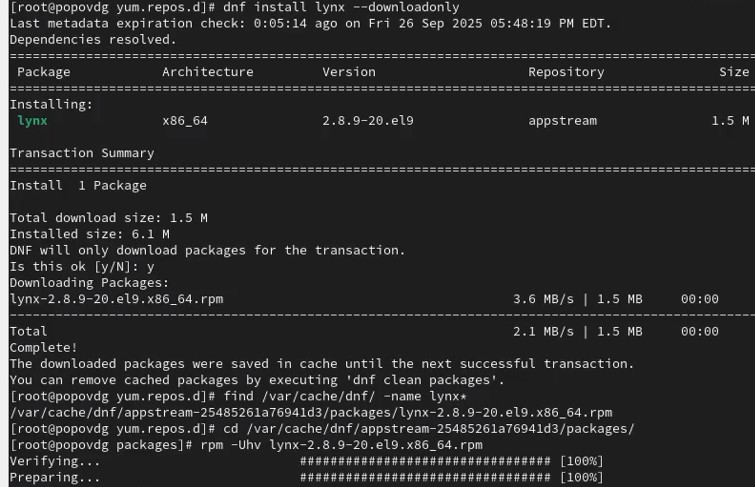 [root@popovdg yum.repos.d]# dnf install lynx --downloadonly
Last metadata expiration check: 0:05:14 ago on Fri 26 Sep 2025 05:48:19 PM EDT.
Dependencies resolved.
================================================================================
Package Architecture Version Repository Size
================================================================================
Installing:
lynx x86_64 2.8.9-20.el9 appstream 1.5 M
Transaction Summary
================================================================================
Install  1 Package
Total download size: 1.5 M
Installed size: 6.1 M
DNF will only download packages for the transaction.
Is this ok [y/N]: y
Downloading Packages:
lynx-2.8.9-20.el9.x86_64.rpm 3.6 MB/s | 1.5 MB 00:00
--------------------------------------------------------------------------------
Total 2.1 MB/s | 1.5 MB 00:00
Complete!
The downloaded packages were saved in cache until the next successful transaction.
You can remove cached packages by executing 'dnf clean packages'.
[root@popovdg yum.repos.d]# find /var/cache/dnf/ -name lynx*
/var/cache/dnf/appstream-25485261a76941d3/packages/lynx-2.8.9-20.el9.x86_64.rpm
[root@popovdg yum.repos.d]# cd /var/cache/dnf/appstream-25485261a76941d3/packages/
[root@popovdg packages]# rpm -Uhv lynx-2.8.9-20.el9.x86_64.rpm
Verifying... ################################# [100%]
Preparing... ################################# [100%]